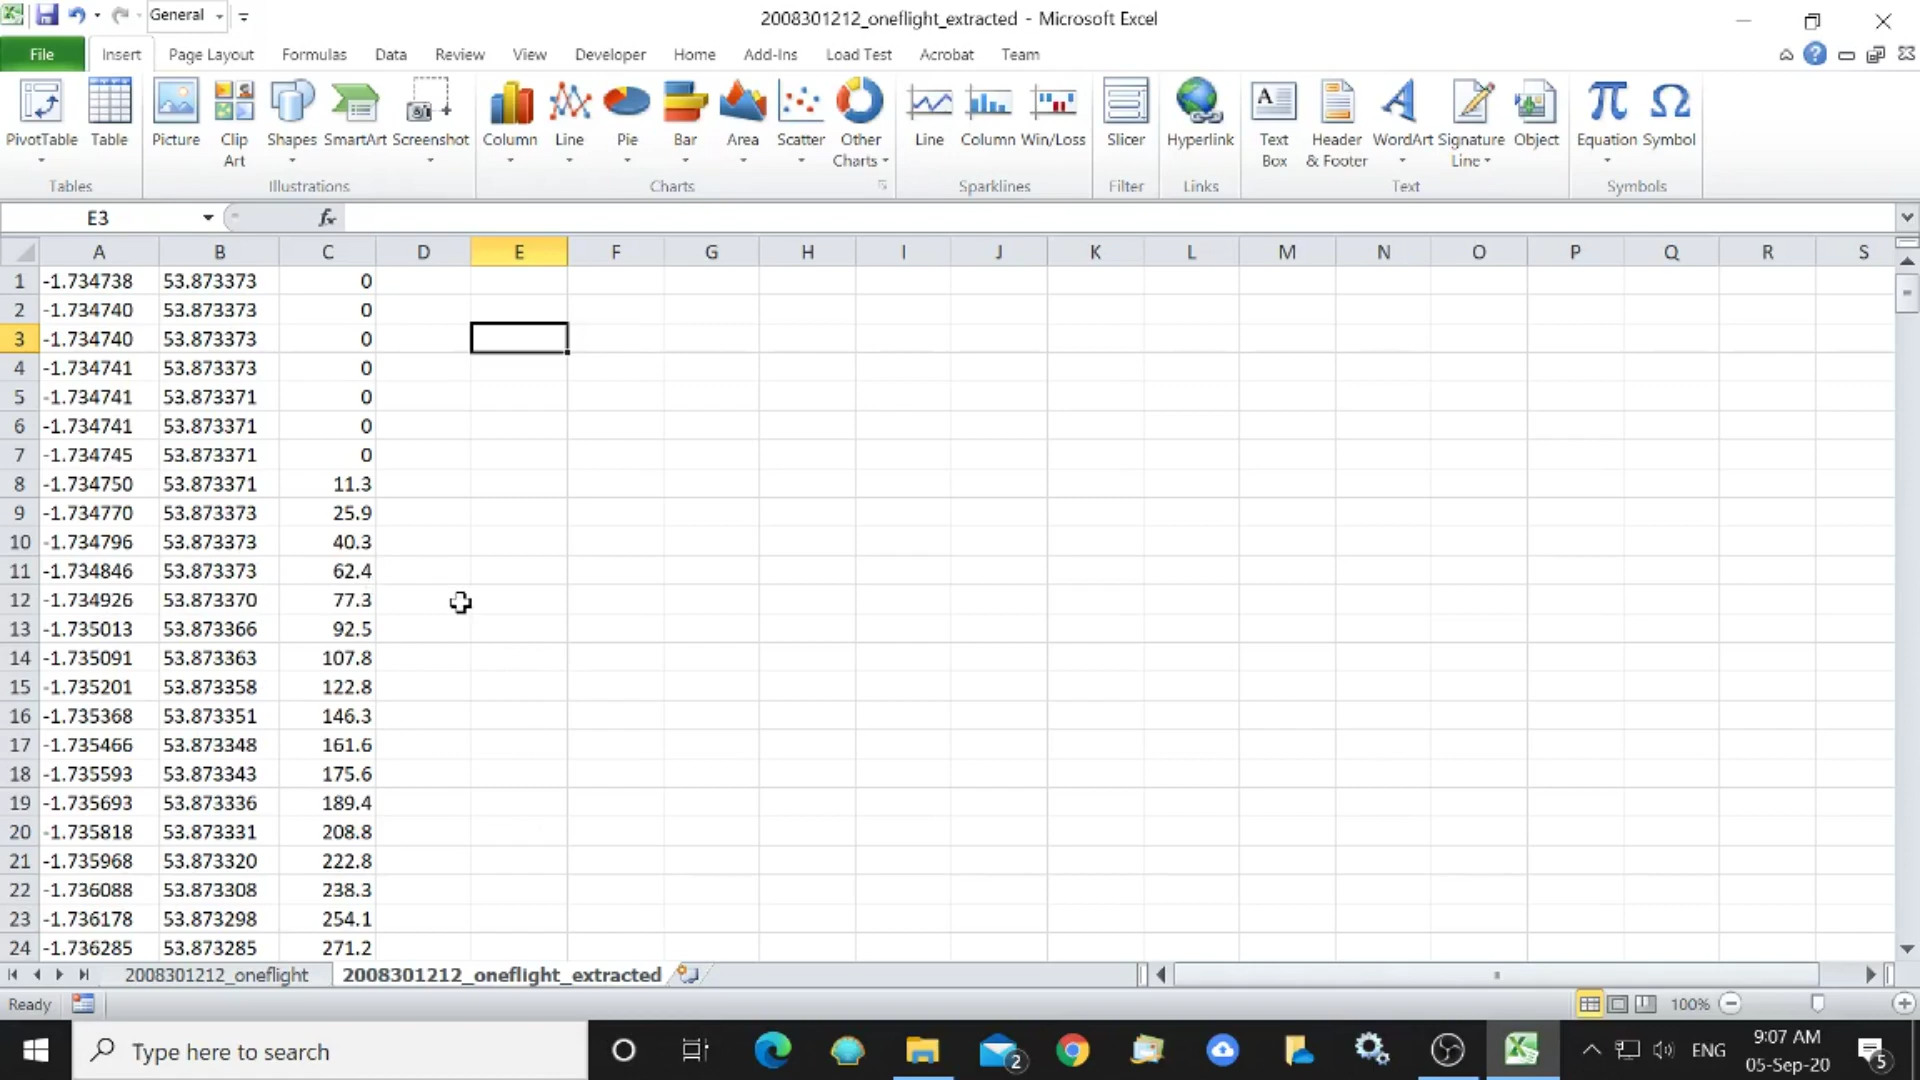 General
2008301212_oneflight_extracted - Microsoft Excel
File Insert Page Layout Formulas Data Review View Developer Home Add-Ins Load Test Acrobat Team
PivotTable Table Picture Clip Art Shapes SmartArt Screenshot Column Line Pie Bar Area Scatter Other Charts Line Column Win/Loss Slicer Hyperlink Text Box Header & Footer WordArt Signature Line Object Equation Symbol
Tables Illustrations Charts Sparklines Filter Links Text Symbols
E3 fx
A B C D E F G H I J K L M N O P Q R S
1 -1.734738 53.873373 0
2 -1.734740 53.873373 0
3 -1.734740 53.873373 0
4 -1.734741 53.873373 0
5 -1.734741 53.873371 0
6 -1.734741 53.873371 0
7 -1.734745 53.873371 0
8 -1.734750 53.873371 11.3
9 -1.734770 53.873373 25.9
10 -1.734796 53.873373 40.3
11 -1.734846 53.873373 62.4
12 -1.734926 53.873370 77.3
13 -1.735013 53.873366 92.5
14 -1.735091 53.873363 107.8
15 -1.735201 53.873358 122.8
16 -1.735368 53.873351 146.3
17 -1.735466 53.873348 161.6
18 -1.735593 53.873343 175.6
19 -1.735693 53.873336 189.4
20 -1.735818 53.873331 208.8
21 -1.735968 53.873320 222.8
22 -1.736088 53.873308 238.3
23 -1.736178 53.873298 254.1
24 -1.736285 53.873285 271.2
2008301212_oneflight 2008301212_oneflight_extracted
Ready 100%
Type here to search 2 ENG 9:07 AM 5
05-Sep-20